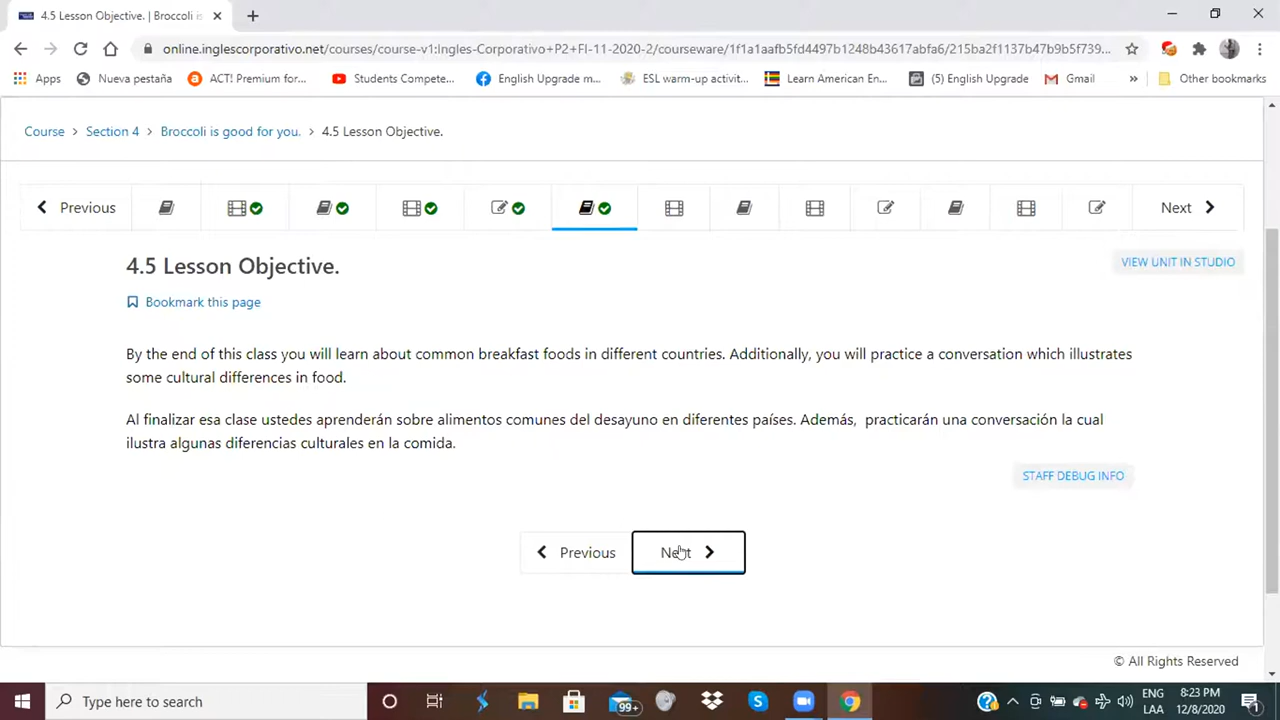 4.5 Lesson Objective. | Broccoli is
online.inglescorporativo.net/courses/course-v1:Ingles-Corporativo+P2+FI-11-2020-2/courseware/1f1a1aafb5fd4497b1248b43617abfa6/215ba2f1137b47b9b5f739...
Apps Nueva pestaña ACT! Premium for... Students Compete... English Upgrade m... ESL warm-up activit... Learn American En... (5) English Upgrade Gmail » Other bookmarks
Course > Section 4 > Broccoli is good for you. > 4.5 Lesson Objective.
Previous Next
4.5 Lesson Objective.
VIEW UNIT IN STUDIO
Bookmark this page
By the end of this class you will learn about common breakfast foods in different countries. Additionally, you will practice a conversation which illustrates
some cultural differences in food.
Al finalizar esa clase ustedes aprenderán sobre alimentos comunes del desayuno en diferentes países. Además, practicarán una conversación la cual
ilustra algunas diferencias culturales en la comida.
STAFF DEBUG INFO
Previous Next
© All Rights Reserved
Type here to search
99+
ENG
LAA
8:23 PM
12/8/2020
1